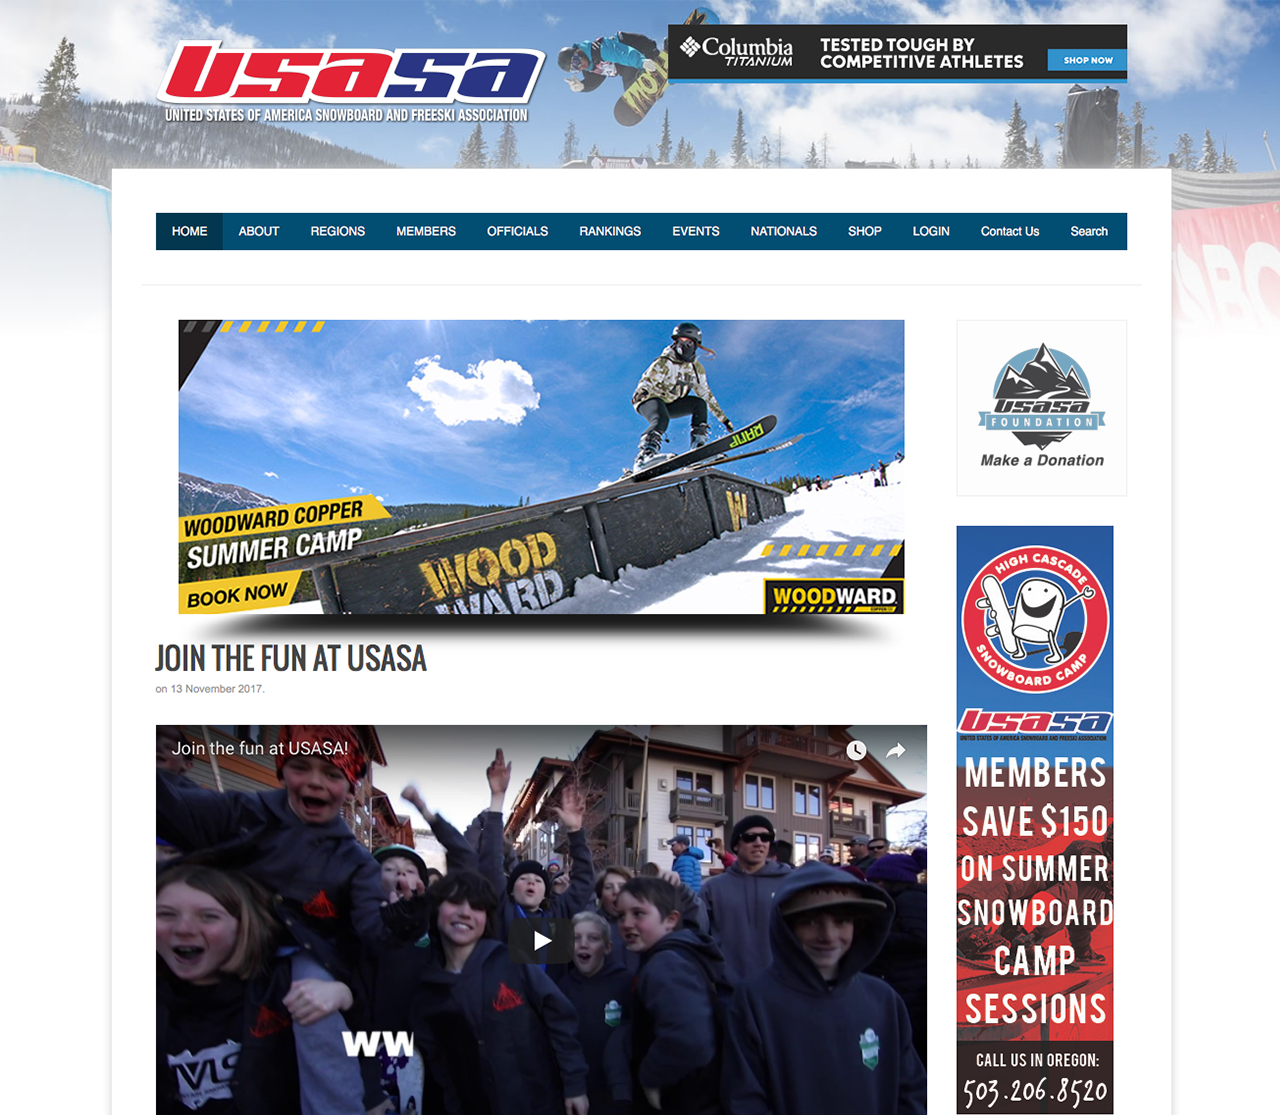 usasa
UNITED STATES OF AMERICA SNOWBOARD AND FREESKI ASSOCIATION
Columbia
TITANIUM
TESTED TOUGH BY
COMPETITIVE ATHLETES
SHOP NOW
HOME ABOUT REGIONS MEMBERS OFFICIALS RANKINGS EVENTS NATIONALS SHOP LOGIN Contact Us Search
WOODWARD COPPER
SUMMER CAMP
BOOK NOW
WOOD
WARD
W
WOODWARD
COPPER
usasa
FOUNDATION
Make a Donation
JOIN THE FUN AT USASA
on 13 November 2017.
Join the fun at USASA!
WW
HIGH CASCADE
SNOWBOARD CAMP
usasa
UNITED STATES OF AMERICA SNOWBOARD AND FREESKI ASSOCIATION
MEMBERS
SAVE $150
ON SUMMER
SNOWBOARD
CAMP
SESSIONS
CALL US IN OREGON:
503.206.8520